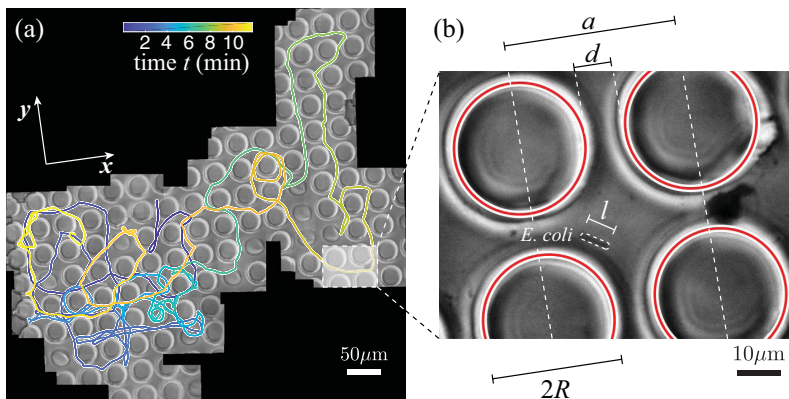 (a)
2 4 6 8 10
time t (min)
y
x
50μm
(b)
a
d
l
E. coli
2R
10μm